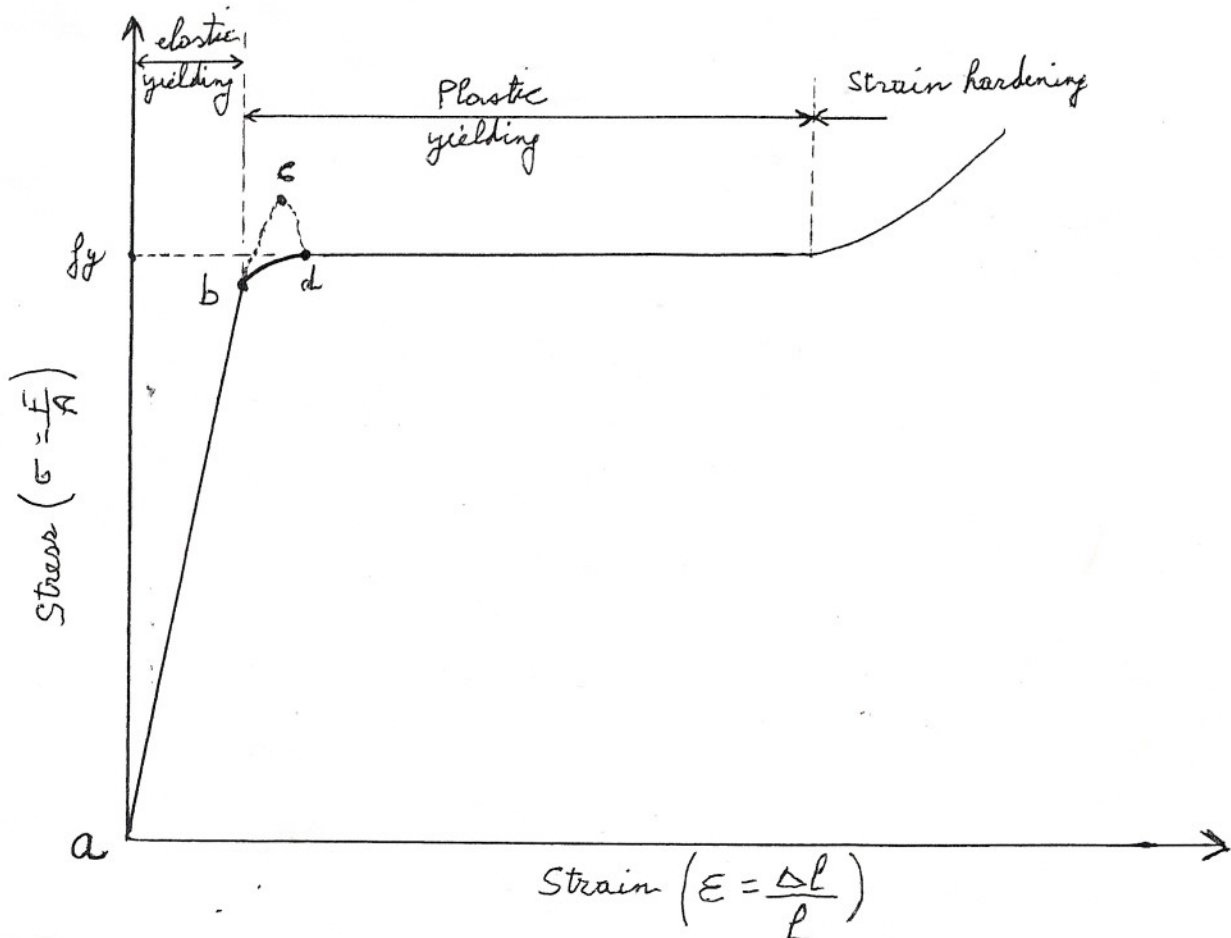 elastic
yielding
Plastic
yielding
Strain hardening
c
fy
b
d
Stress (σ = F/A)
a
Strain (ε = Δl/l)